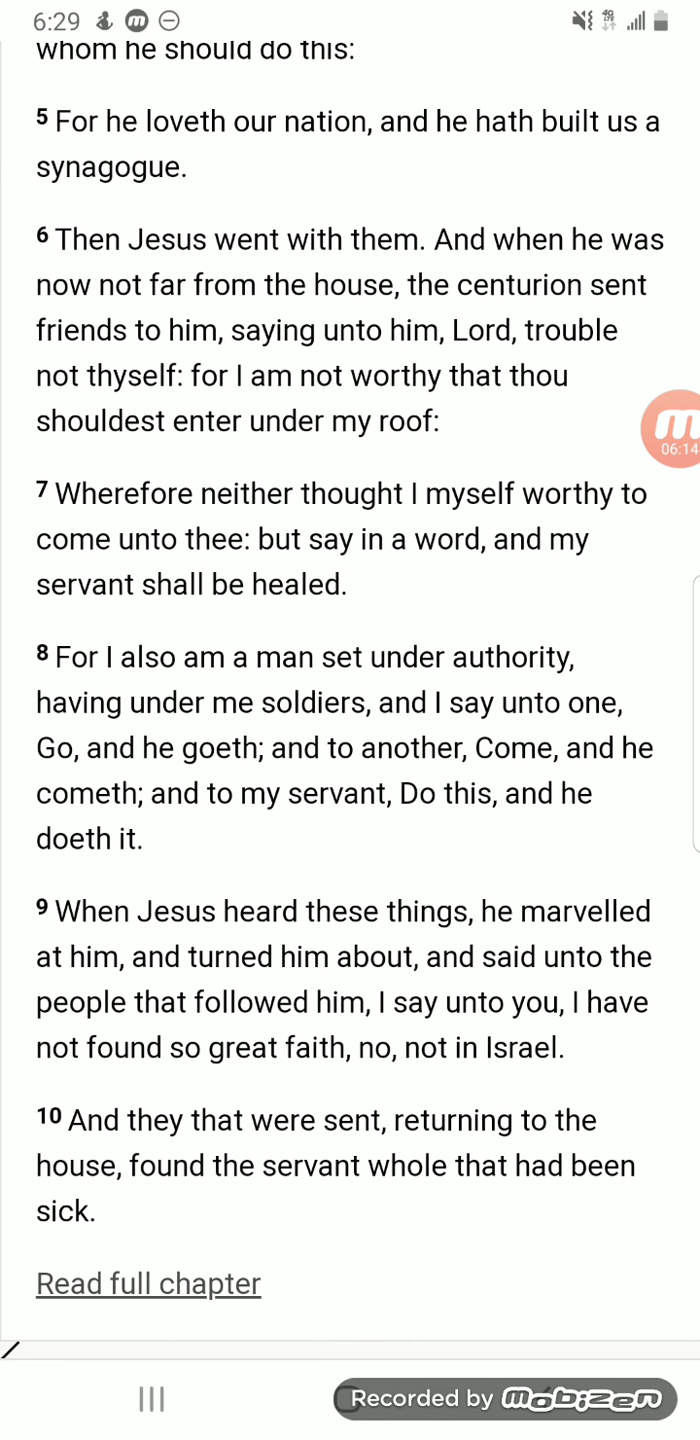 6:29
whom he should do this:
5 For he loveth our nation, and he hath built us a
synagogue.
6 Then Jesus went with them. And when he was
now not far from the house, the centurion sent
friends to him, saying unto him, Lord, trouble
not thyself: for I am not worthy that thou
shouldest enter under my roof:
06:14
7 Wherefore neither thought I myself worthy to
come unto thee: but say in a word, and my
servant shall be healed.
8 For I also am a man set under authority,
having under me soldiers, and I say unto one,
Go, and he goeth; and to another, Come, and he
cometh; and to my servant, Do this, and he
doeth it.
9 When Jesus heard these things, he marvelled
at him, and turned him about, and said unto the
people that followed him, I say unto you, I have
not found so great faith, no, not in Israel.
10 And they that were sent, returning to the
house, found the servant whole that had been
sick.
Read full chapter
Recorded by mobizen